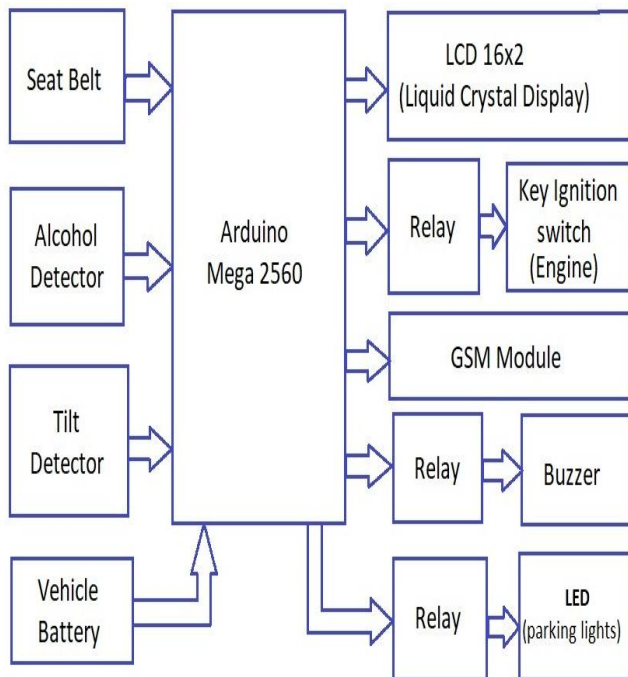 Seat Belt
Alcohol
Detector
Tilt
Detector
Vehicle
Battery
Arduino
Mega 2560
LCD 16x2
(Liquid Crystal Display)
Relay
Key Ignition
switch
(Engine)
GSM Module
Relay
Buzzer
Relay
LED
(parking lights)